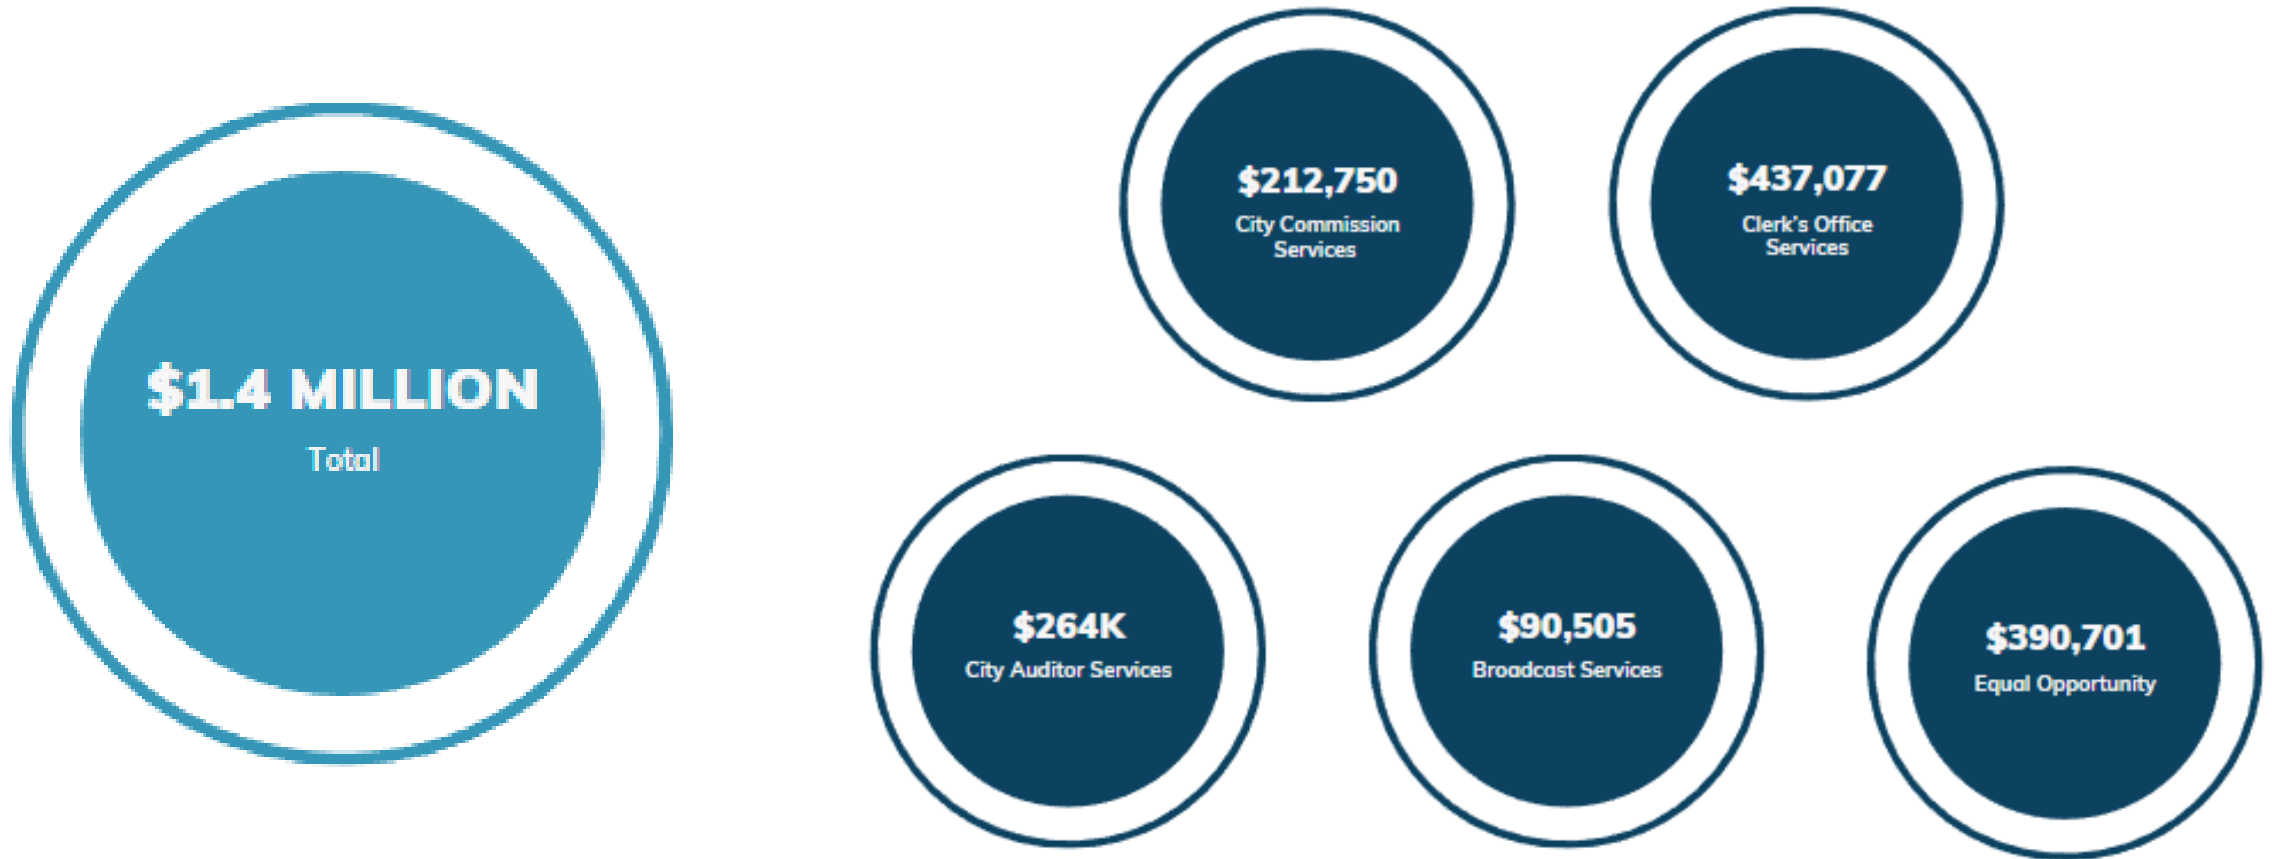 $1.4 MILLION
Total
$212,750
City Commission
Services
$437,077
Clerk's Office
Services
$264K
City Auditor Services
$90,505
Broadcast Services
$390,701
Equal Opportunity